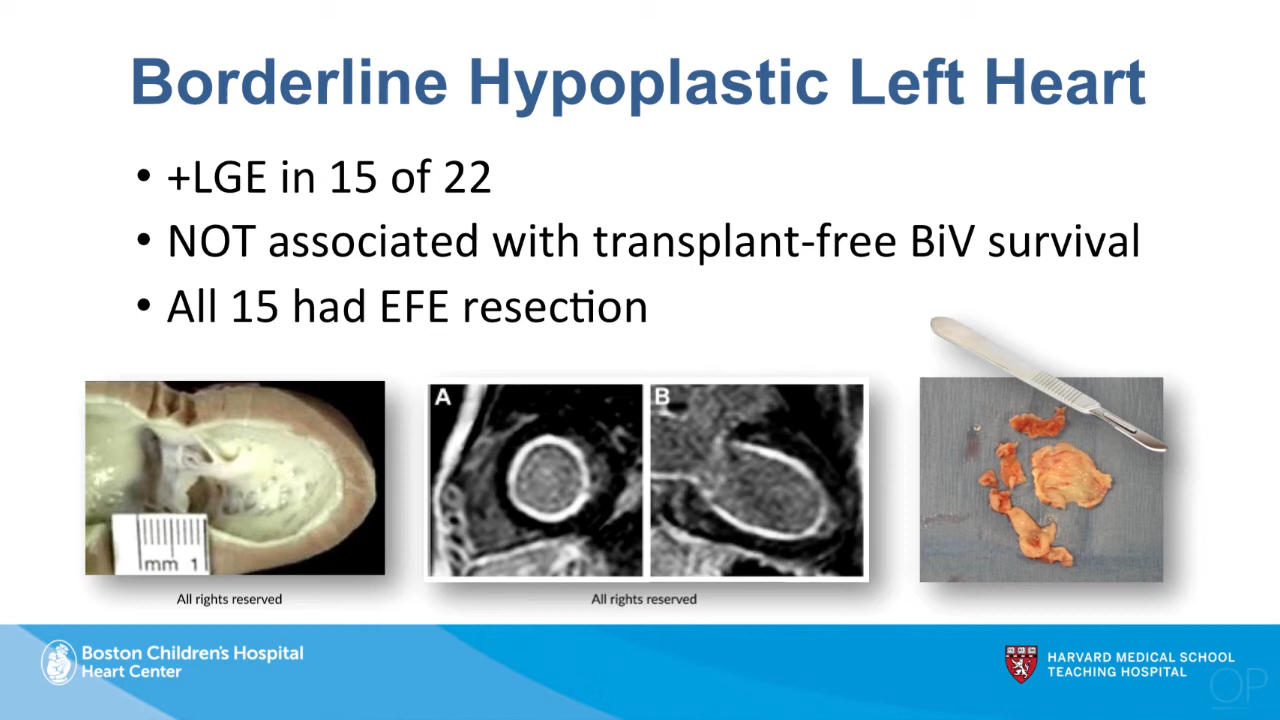 Borderline Hypoplastic Left Heart
• +LGE in 15 of 22
• NOT associated with transplant-free BiV survival
• All 15 had EFE resection
A
B
mm 1
All rights reserved
All rights reserved
Boston Children's Hospital
Heart Center
HARVARD MEDICAL SCHOOL
TEACHING HOSPITAL
OP